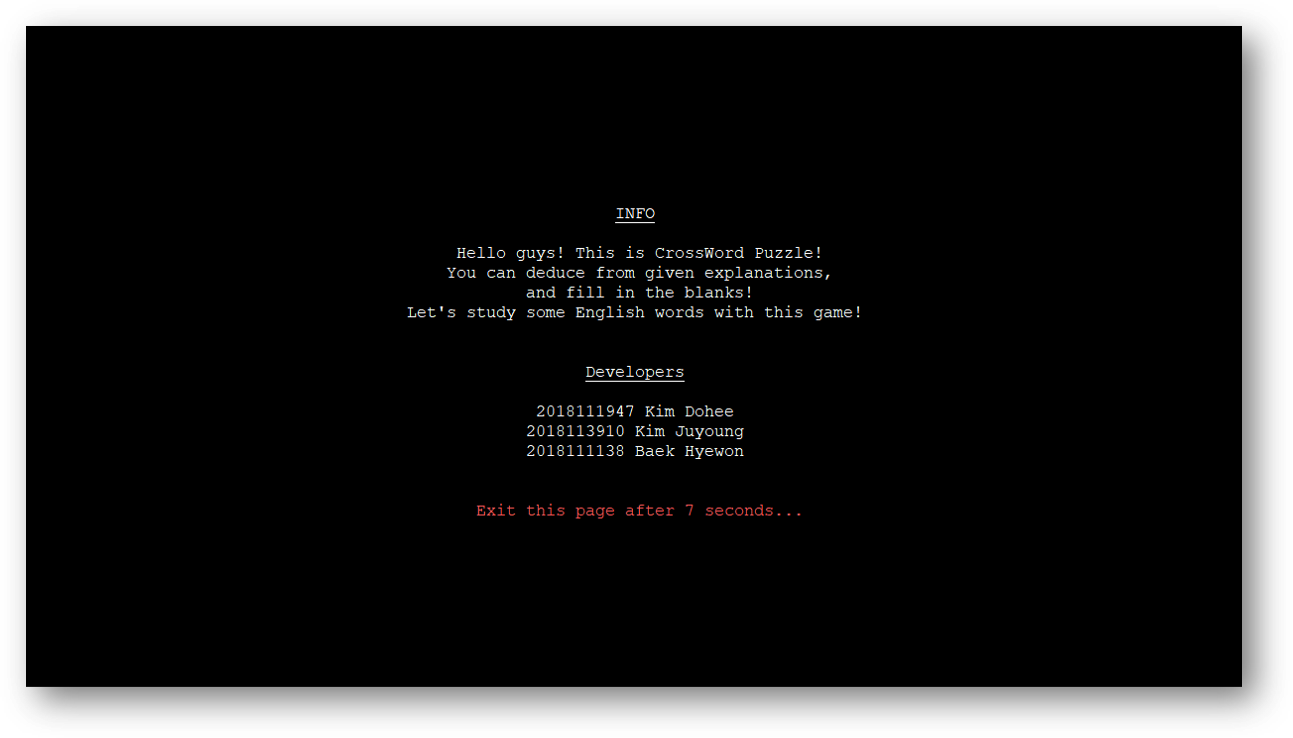 INFO
Hello guys! This is CrossWord Puzzle!
You can deduce from given explanations,
and fill in the blanks!
Let's study some English words with this game!
Developers
2018111947 Kim Dohee
2018113910 Kim Juyoung
2018111138 Baek Hyewon
Exit this page after 7 seconds...